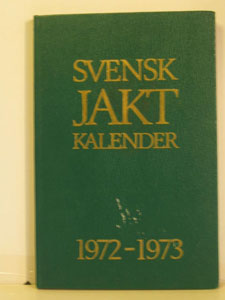 SVENSK
JAKT
KALENDER
1972-1973